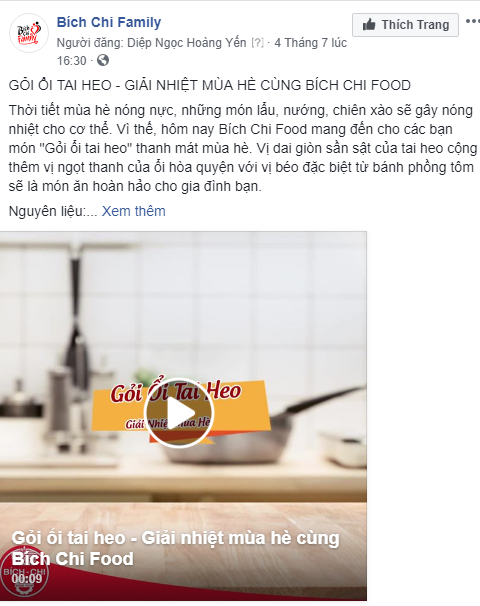 Bích Chi Family
Thích Trang
Người đăng: Diệp Ngọc Hoàng Yến [?] · 4 Tháng 7 lúc
16:30 ·
GỎI ỔI TAI HEO - GIẢI NHIỆT MÙA HÈ CÙNG BÍCH CHI FOOD
Thời tiết mùa hè nóng nực, những món lẩu, nướng, chiên xào sẽ gây nóng
nhiệt cho cơ thể. Vì thế, hôm nay Bích Chi Food mang đến cho các bạn
món "Gỏi ổi tai heo" thanh mát mùa hè. Vị dai giòn sần sật của tai heo cộng
thêm vị ngọt thanh của ổi hòa quyện với vị béo đặc biệt từ bánh phồng tôm
sẽ là món ăn hoàn hảo cho gia đình bạn.
Nguyên liệu:... Xem thêm
Gỏi Ổi Tai Heo
Giải Nhiệt Mùa Hè
Gỏi ổi tai heo - Giải nhiệt mùa hè cùng
Bích Chi Food
BÍCH-CHI
00:09